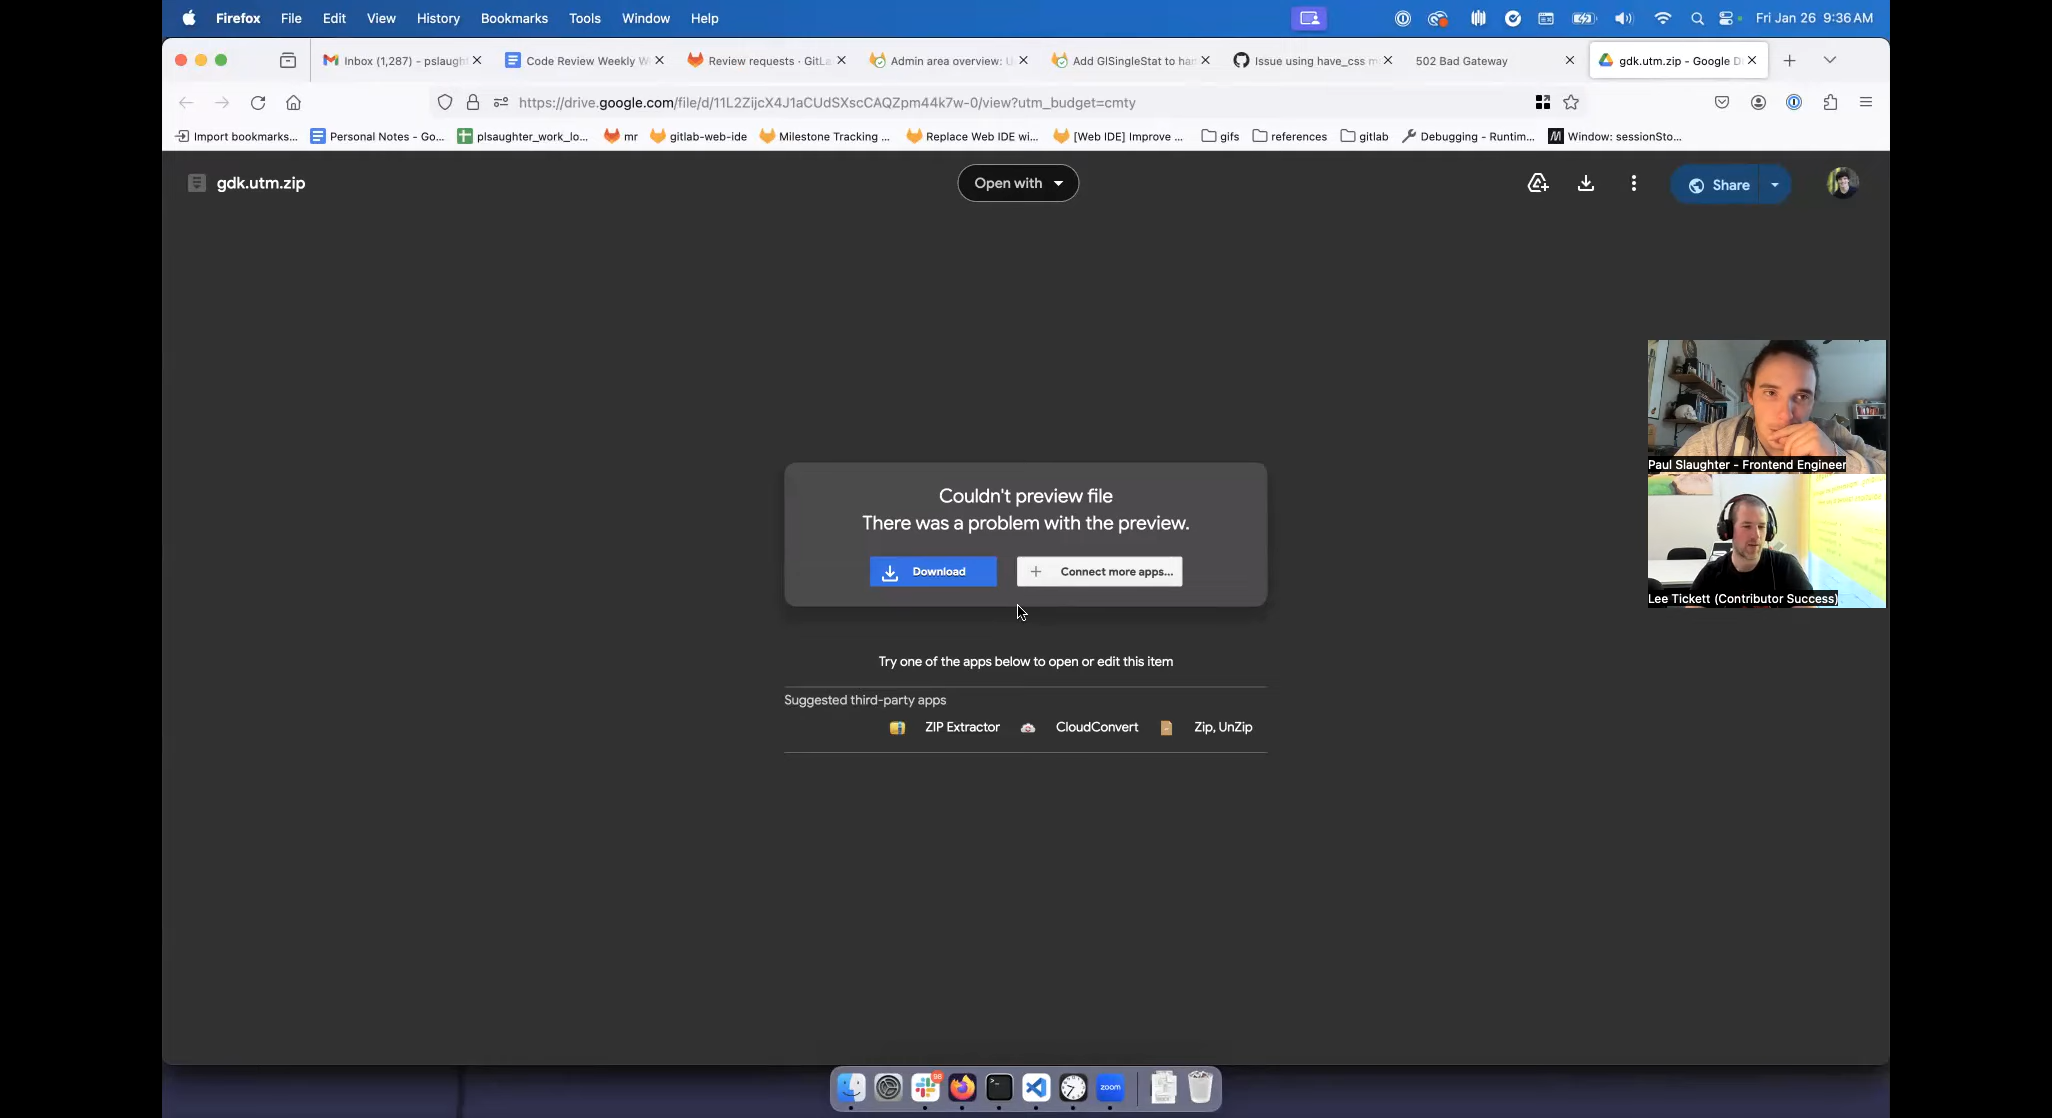 Firefox File Edit View History Bookmarks Tools Window Help Fri Jan 26 9:36 AM
Inbox (1,287) - pslaught Code Review Weekly W Review requests · GitLa Admin area overview: U Add GlSingleStat to ha Issue using have_css m 502 Bad Gateway gdk.utm.zip - Google D
https://drive.google.com/file/d/11L2ZijcX4J1aCUdSXscCAQZpm44k7w-0/view?utm_budget=cmty
Import bookmarks... Personal Notes - Go... plsaughter_work_lo... mr gitlab-web-ide Milestone Tracking ... Replace Web IDE wi... [Web IDE] Improve ... gifs references gitlab Debugging - Runtim... Window: sessionSto...
gdk.utm.zip Open with Share
Couldn't preview file
There was a problem with the preview.
Download Connect more apps...
Try one of the apps below to open or edit this item
Suggested third-party apps
ZIP Extractor CloudConvert Zip, UnZip
Paul Slaughter - Frontend Engineer
Lee Tickett (Contributor Success)
zoom